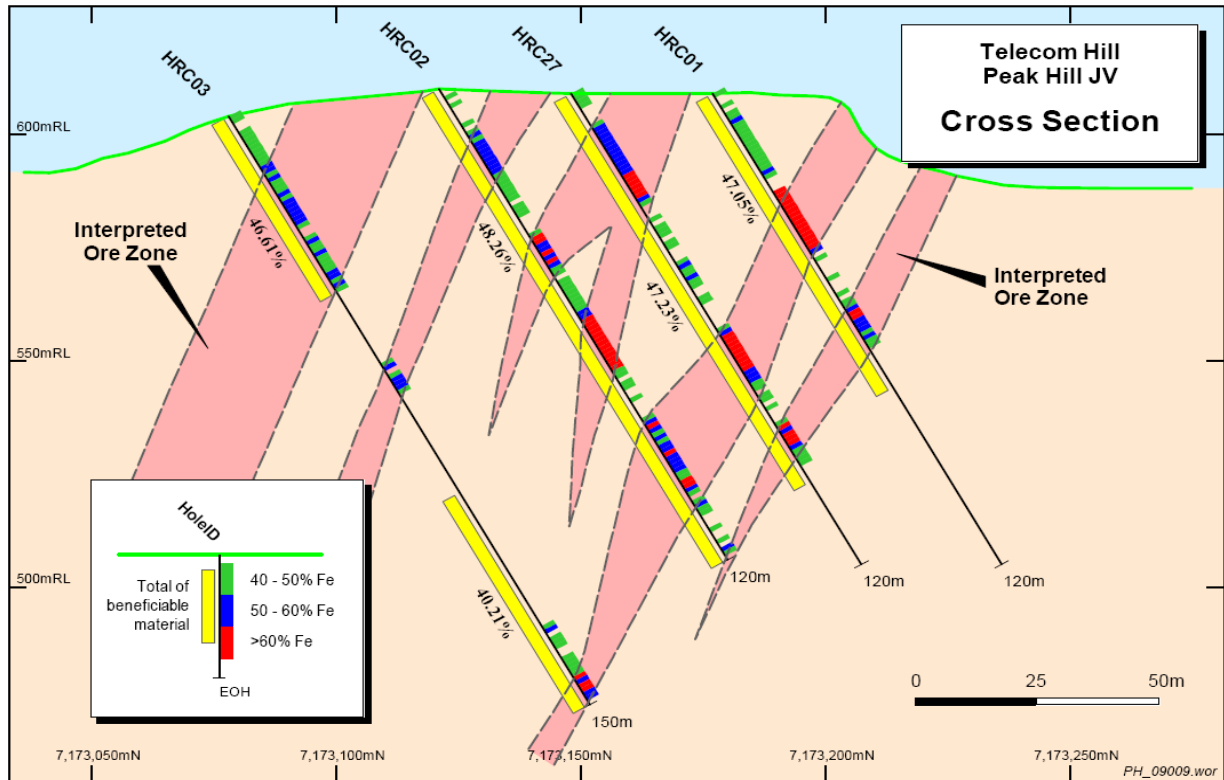 HRC03
HRC02
HRC27
HRC01
Telecom Hill
Peak Hill JV
Cross Section
600mRL
550mRL
500mRL
Interpreted
Ore Zone
46.61%
48.26%
47.23%
47.05%
40.21%
Interpreted
Ore Zone
120m
120m
120m
150m
HoleID
Total of
beneficiable
material
40 - 50% Fe
50 - 60% Fe
>60% Fe
EOH
0
25
50m
7,173,050mN
7,173,100mN
7,173,150mN
7,173,200mN
7,173,250mN
PH_09009.wor